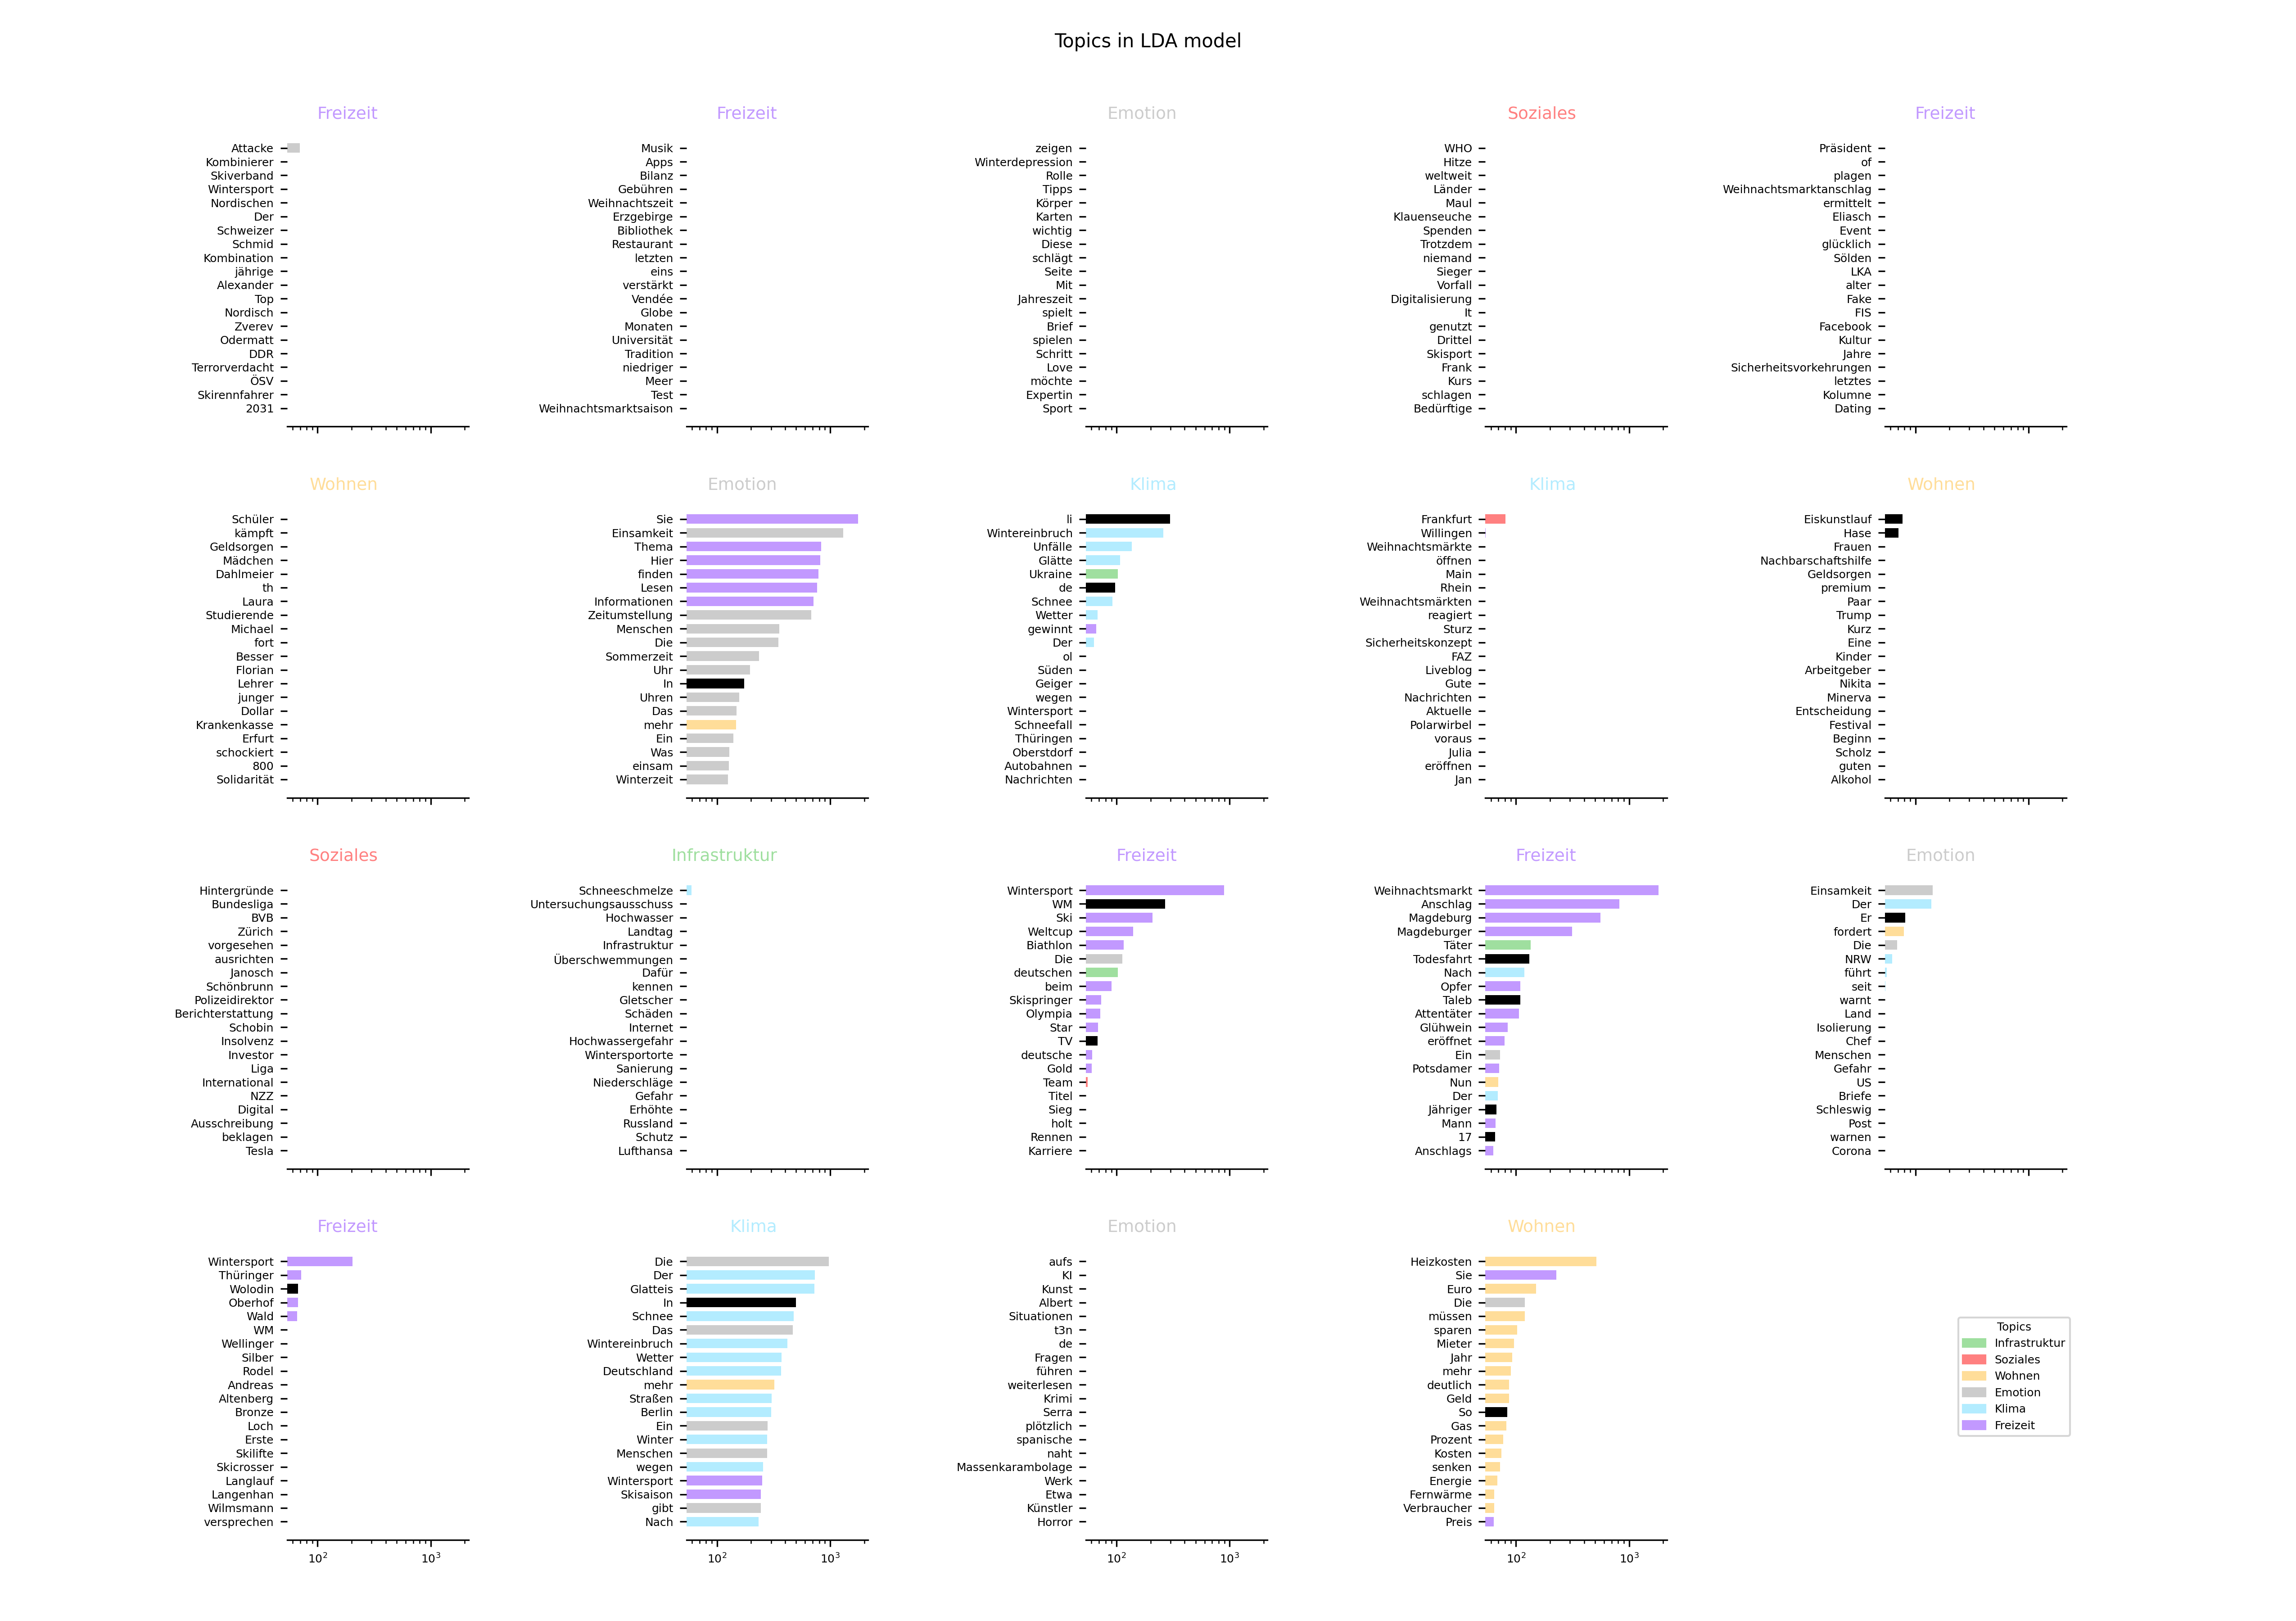 Topics in LDA model
Freizeit
Attacke
Kombinierer
Skiverband
Wintersport
Nordischen
Der
Schweizer
Schmid
Kombination
jährige
Alexander
Top
Nordisch
Zverev
Odermatt
DDR
Terrorverdacht
ÖSV
Skirennfahrer
2031
Freizeit
Musik
Apps
Bilanz
Gebühren
Weihnachtszeit
Erzgebirge
Bibliothek
Restaurant
letzten
eins
verstärkt
Vendée
Globe
Monaten
Universität
Tradition
niedriger
Meer
Test
Weihnachtsmarktsaison
Emotion
zeigen
Winterdepression
Rolle
Tipps
Körper
Karten
wichtig
Diese
schlägt
Seite
Mit
Jahreszeit
spielt
Brief
spielen
Schritt
Love
möchte
Expertin
Sport
Soziales
WHO
Hitze
weltweit
Länder
Maul
Klauenseuche
Spenden
Trotzdem
niemand
Sieger
Vorfall
Digitalisierung
It
genutzt
Drittel
Skisport
Frank
Kurs
schlagen
Bedürftige
Freizeit
Präsident
of
plagen
Weihnachtsmarktanschlag
ermittelt
Eliasch
Event
glücklich
Sölden
LKA
alter
Fake
FIS
Facebook
Kultur
Jahre
Sicherheitsvorkehrungen
letztes
Kolumne
Dating
Wohnen
Schüler
kämpft
Geldsorgen
Mädchen
Dahlmeier
th
Laura
Studierende
Michael
fort
Besser
Florian
Lehrer
junger
Dollar
Krankenkasse
Erfurt
schockiert
800
Solidarität
Emotion
Sie
Einsamkeit
Thema
Hier
finden
Lesen
Informationen
Zeitumstellung
Menschen
Die
Sommerzeit
Uhr
In
Uhren
Das
mehr
Ein
Was
einsam
Winterzeit
Klima
li
Wintereinbruch
Unfälle
Glätte
Ukraine
de
Schnee
Wetter
gewinnt
Der
ol
Süden
Geiger
wegen
Wintersport
Schneefall
Thüringen
Oberstdorf
Autobahnen
Nachrichten
Klima
Frankfurt
Willingen
Weihnachtsmärkte
öffnen
Main
Rhein
Weihnachtsmärkten
reagiert
Sturz
Sicherheitskonzept
FAZ
Liveblog
Gute
Nachrichten
Aktuelle
Polarwirbel
voraus
Julia
eröffnen
Jan
Wohnen
Eiskunstlauf
Hase
Frauen
Nachbarschaftshilfe
Geldsorgen
premium
Paar
Trump
Kurz
Eine
Kinder
Arbeitgeber
Nikita
Minerva
Entscheidung
Festival
Beginn
Scholz
guten
Alkohol
Soziales
Hintergründe
Bundesliga
BVB
Zürich
vorgesehen
ausrichten
Janosch
Schönbrunn
Polizeidirektor
Berichterstattung
Schobin
Insolvenz
Investor
Liga
International
NZZ
Digital
Ausschreibung
beklagen
Tesla
Infrastruktur
Schneeschmelze
Untersuchungsausschuss
Hochwasser
Landtag
Infrastruktur
Überschwemmungen
Dafür
kennen
Gletscher
Schäden
Internet
Hochwassergefahr
Wintersportorte
Sanierung
Niederschläge
Gefahr
Erhöhte
Russland
Schutz
Lufthansa
Freizeit
Wintersport
WM
Ski
Weltcup
Biathlon
Die
deutschen
beim
Skispringer
Olympia
Star
TV
deutsche
Gold
Team
Titel
Sieg
holt
Rennen
Karriere
Freizeit
Weihnachtsmarkt
Anschlag
Magdeburg
Magdeburger
Täter
Todesfahrt
Nach
Opfer
Taleb
Attentäter
Glühwein
eröffnet
Ein
Potsdamer
Nun
Der
Jähriger
Mann
17
Anschlags
Emotion
Einsamkeit
Der
Er
fordert
Die
NRW
führt
seit
warnt
Land
Isolierung
Chef
Menschen
Gefahr
US
Briefe
Schleswig
Post
warnen
Corona
Freizeit
Wintersport
Thüringer
Wolodin
Oberhof
Wald
WM
Wellinger
Silber
Rodel
Andreas
Altenberg
Bronze
Loch
Erste
Skilifte
Skicrosser
Langlauf
Langenhan
Wilmsmann
versprechen
10²
10³
Klima
Die
Der
Glatteis
In
Schnee
Das
Wintereinbruch
Wetter
Deutschland
mehr
Straßen
Berlin
Ein
Winter
Menschen
wegen
Wintersport
Skisaison
gibt
Nach
10²
10³
Emotion
aufs
KI
Kunst
Albert
Situationen
t3n
de
Fragen
führen
weiterlesen
Krimi
Serra
plötzlich
spanische
naht
Massenkarambolage
Werk
Etwa
Künstler
Horror
10²
10³
Wohnen
Heizkosten
Sie
Euro
Die
müssen
sparen
Mieter
Jahr
mehr
deutlich
Geld
So
Gas
Prozent
Kosten
senken
Energie
Fernwärme
Verbraucher
Preis
10²
10³
Topics
Infrastruktur
Soziales
Wohnen
Emotion
Klima
Freizeit